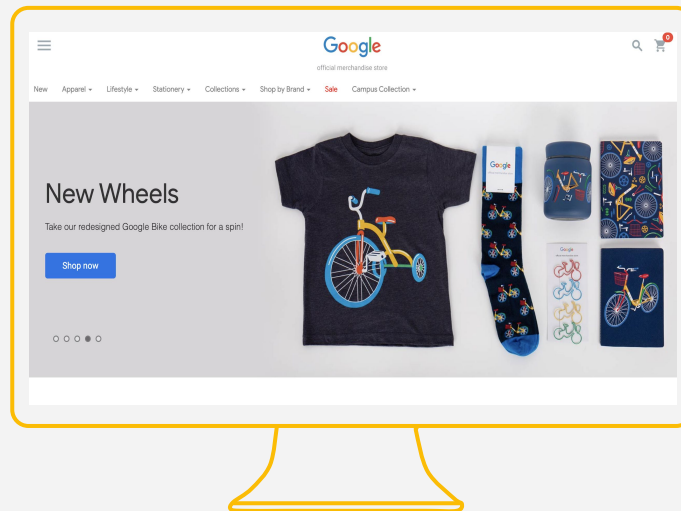 Google
0
official merchandise store
New Apparel Lifestyle Stationery Collections Shop by Brand Sale Campus Collection
New Wheels
Take our redesigned Google Bike collection for a spin!
Shop now
Google
Google